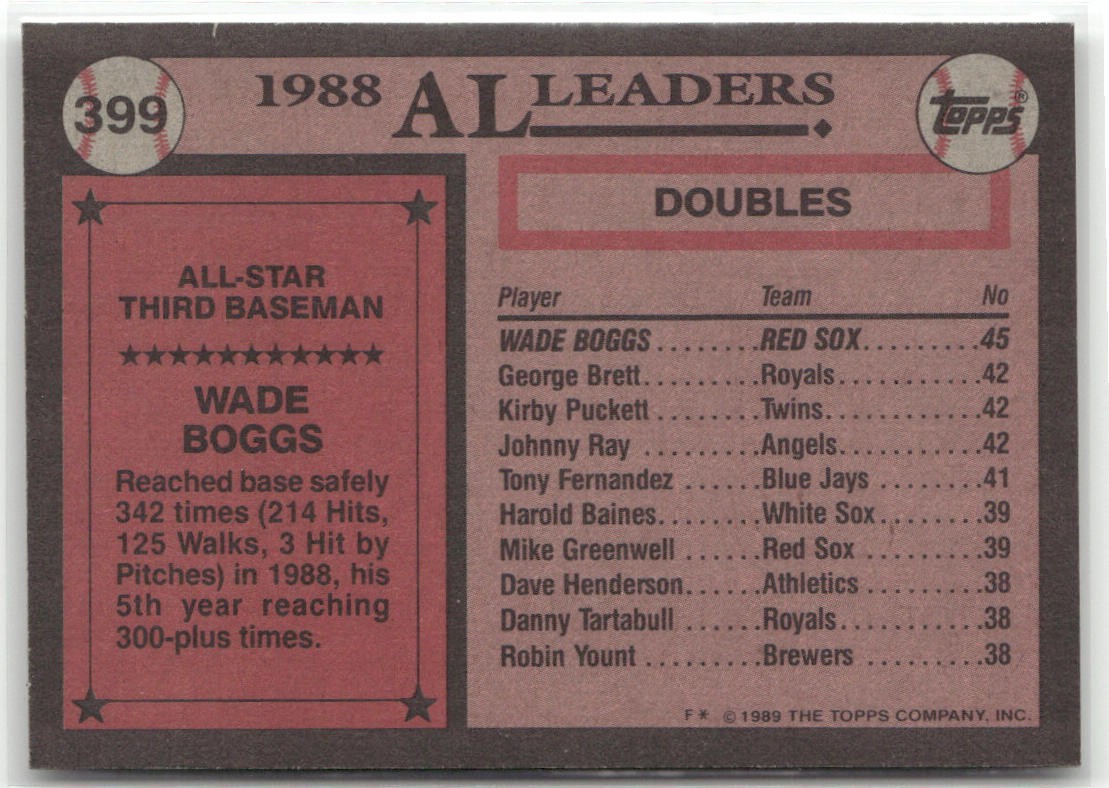 399
1988 AL LEADERS
TOPPS®
ALL-STAR
THIRD BASEMAN
★★★★★★★★★★★
WADE
BOGGS
Reached base safely
342 times (214 Hits,
125 Walks, 3 Hit by
Pitches) in 1988, his
5th year reaching
300-plus times.
DOUBLES
Player Team No
WADE BOGGS ........RED SOX.........45
George Brett.........Royals...........42
Kirby Puckett ........Twins............42
Johnny Ray .........Angels...........42
Tony Fernandez ......Blue Jays ........41
Harold Baines........White Sox........39
Mike Greenwell ......Red Sox .........39
Dave Henderson......Athletics ........38
Danny Tartabull ......Royals...........38
Robin Yount .........Brewers .........38
F* © 1989 THE TOPPS COMPANY, INC.